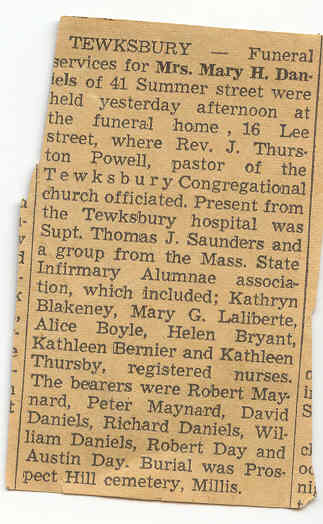 TEWKSBURY — Funeral
services for Mrs. Mary H. Dan-
iels of 41 Summer street were
held yesterday afternoon at
the funeral home , 16 Lee
street, where Rev. J. Thurs-
ton Powell, pastor of the
Tewksbury Congregational
church officiated. Present from
the Tewksbury hospital was
Supt. Thomas J. Saunders and
a group from the Mass. State
Infirmary Alumnae associa-
tion, which included; Kathryn
Blakeney, Mary G. Laliberte,
Alice Boyle, Helen Bryant,
Kathleen Bernier and Kathleen
Thursby, registered nurses.
The bearers were Robert May-
nard, Peter Maynard, David
Daniels, Richard Daniels, Wil-
liam Daniels, Robert Day and
Austin Day. Burial was Pros-
pect Hill cemetery, Millis.